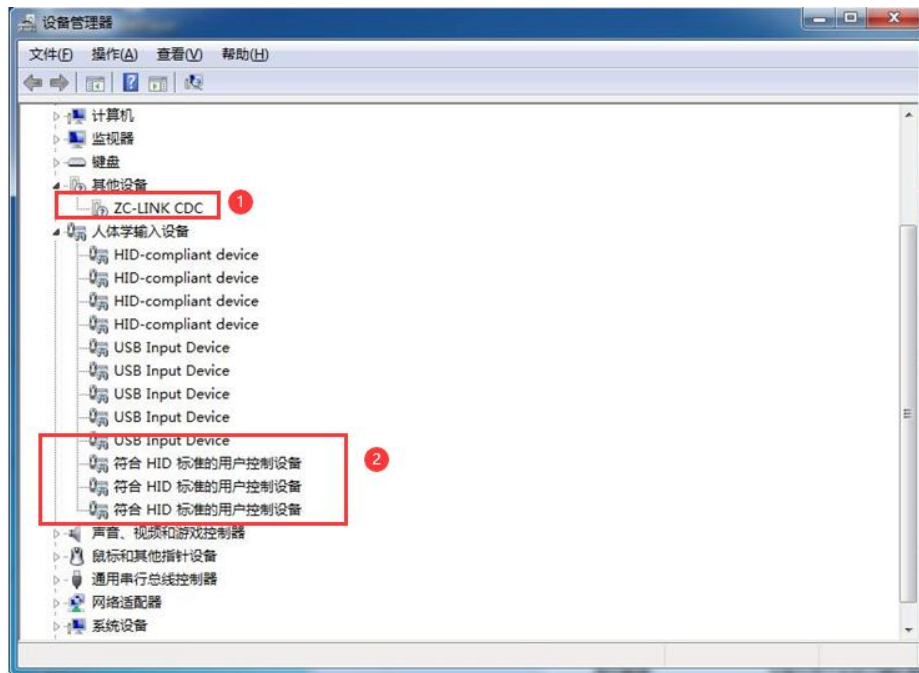 设备管理器
文件(F) 操作(A) 查看(V) 帮助(H)
计算机
监视器
键盘
其他设备
ZC-LINK CDC
1
人体学输入设备
HID-compliant device
HID-compliant device
HID-compliant device
HID-compliant device
USB Input Device
USB Input Device
USB Input Device
USB Input Device
USB Input Device
符合 HID 标准的用户控制设备
2
符合 HID 标准的用户控制设备
符合 HID 标准的用户控制设备
声音、视频和游戏控制器
鼠标和其他指针设备
通用串行总线控制器
网络适配器
系统设备